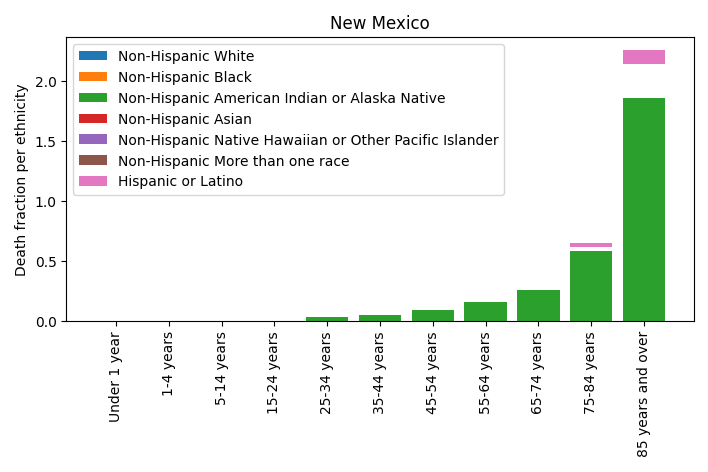 New Mexico
Non-Hispanic White
Non-Hispanic Black
Non-Hispanic American Indian or Alaska Native
Non-Hispanic Asian
Non-Hispanic Native Hawaiian or Other Pacific Islander
Non-Hispanic More than one race
Hispanic or Latino
Death fraction per ethnicity
2.0
1.5
1.0
0.5
0.0
Under 1 year
1-4 years
5-14 years
15-24 years
25-34 years
35-44 years
45-54 years
55-64 years
65-74 years
75-84 years
85 years and over